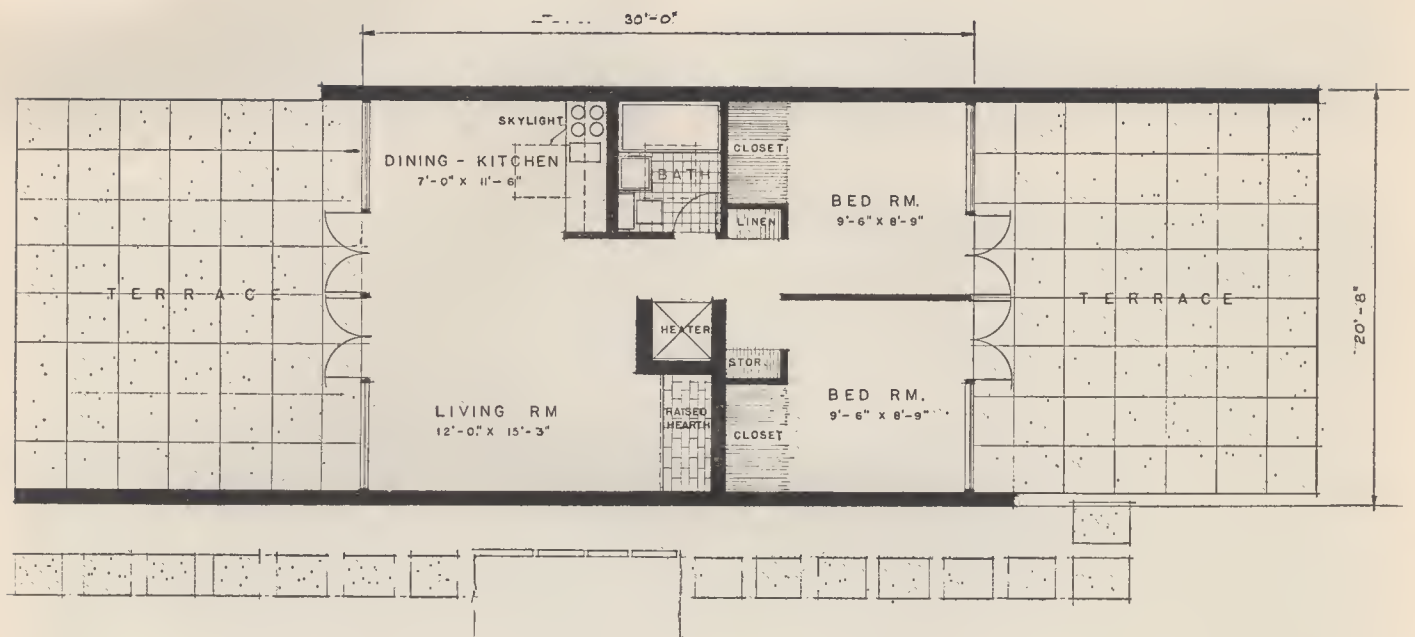 30'-0"
SKYLIGHT
DINING - KITCHEN
7'-0" X 11'-6"
BATH
CLOSET
LINEN
BED RM.
9'-6" X 8'-9"
TERRACE
TERRACE
20'-8"
HEATER
STOR.
LIVING RM
12'-0" X 15'-3"
RAISED
HEARTH
CLOSET
BED RM.
9'-6" X 8'-9"